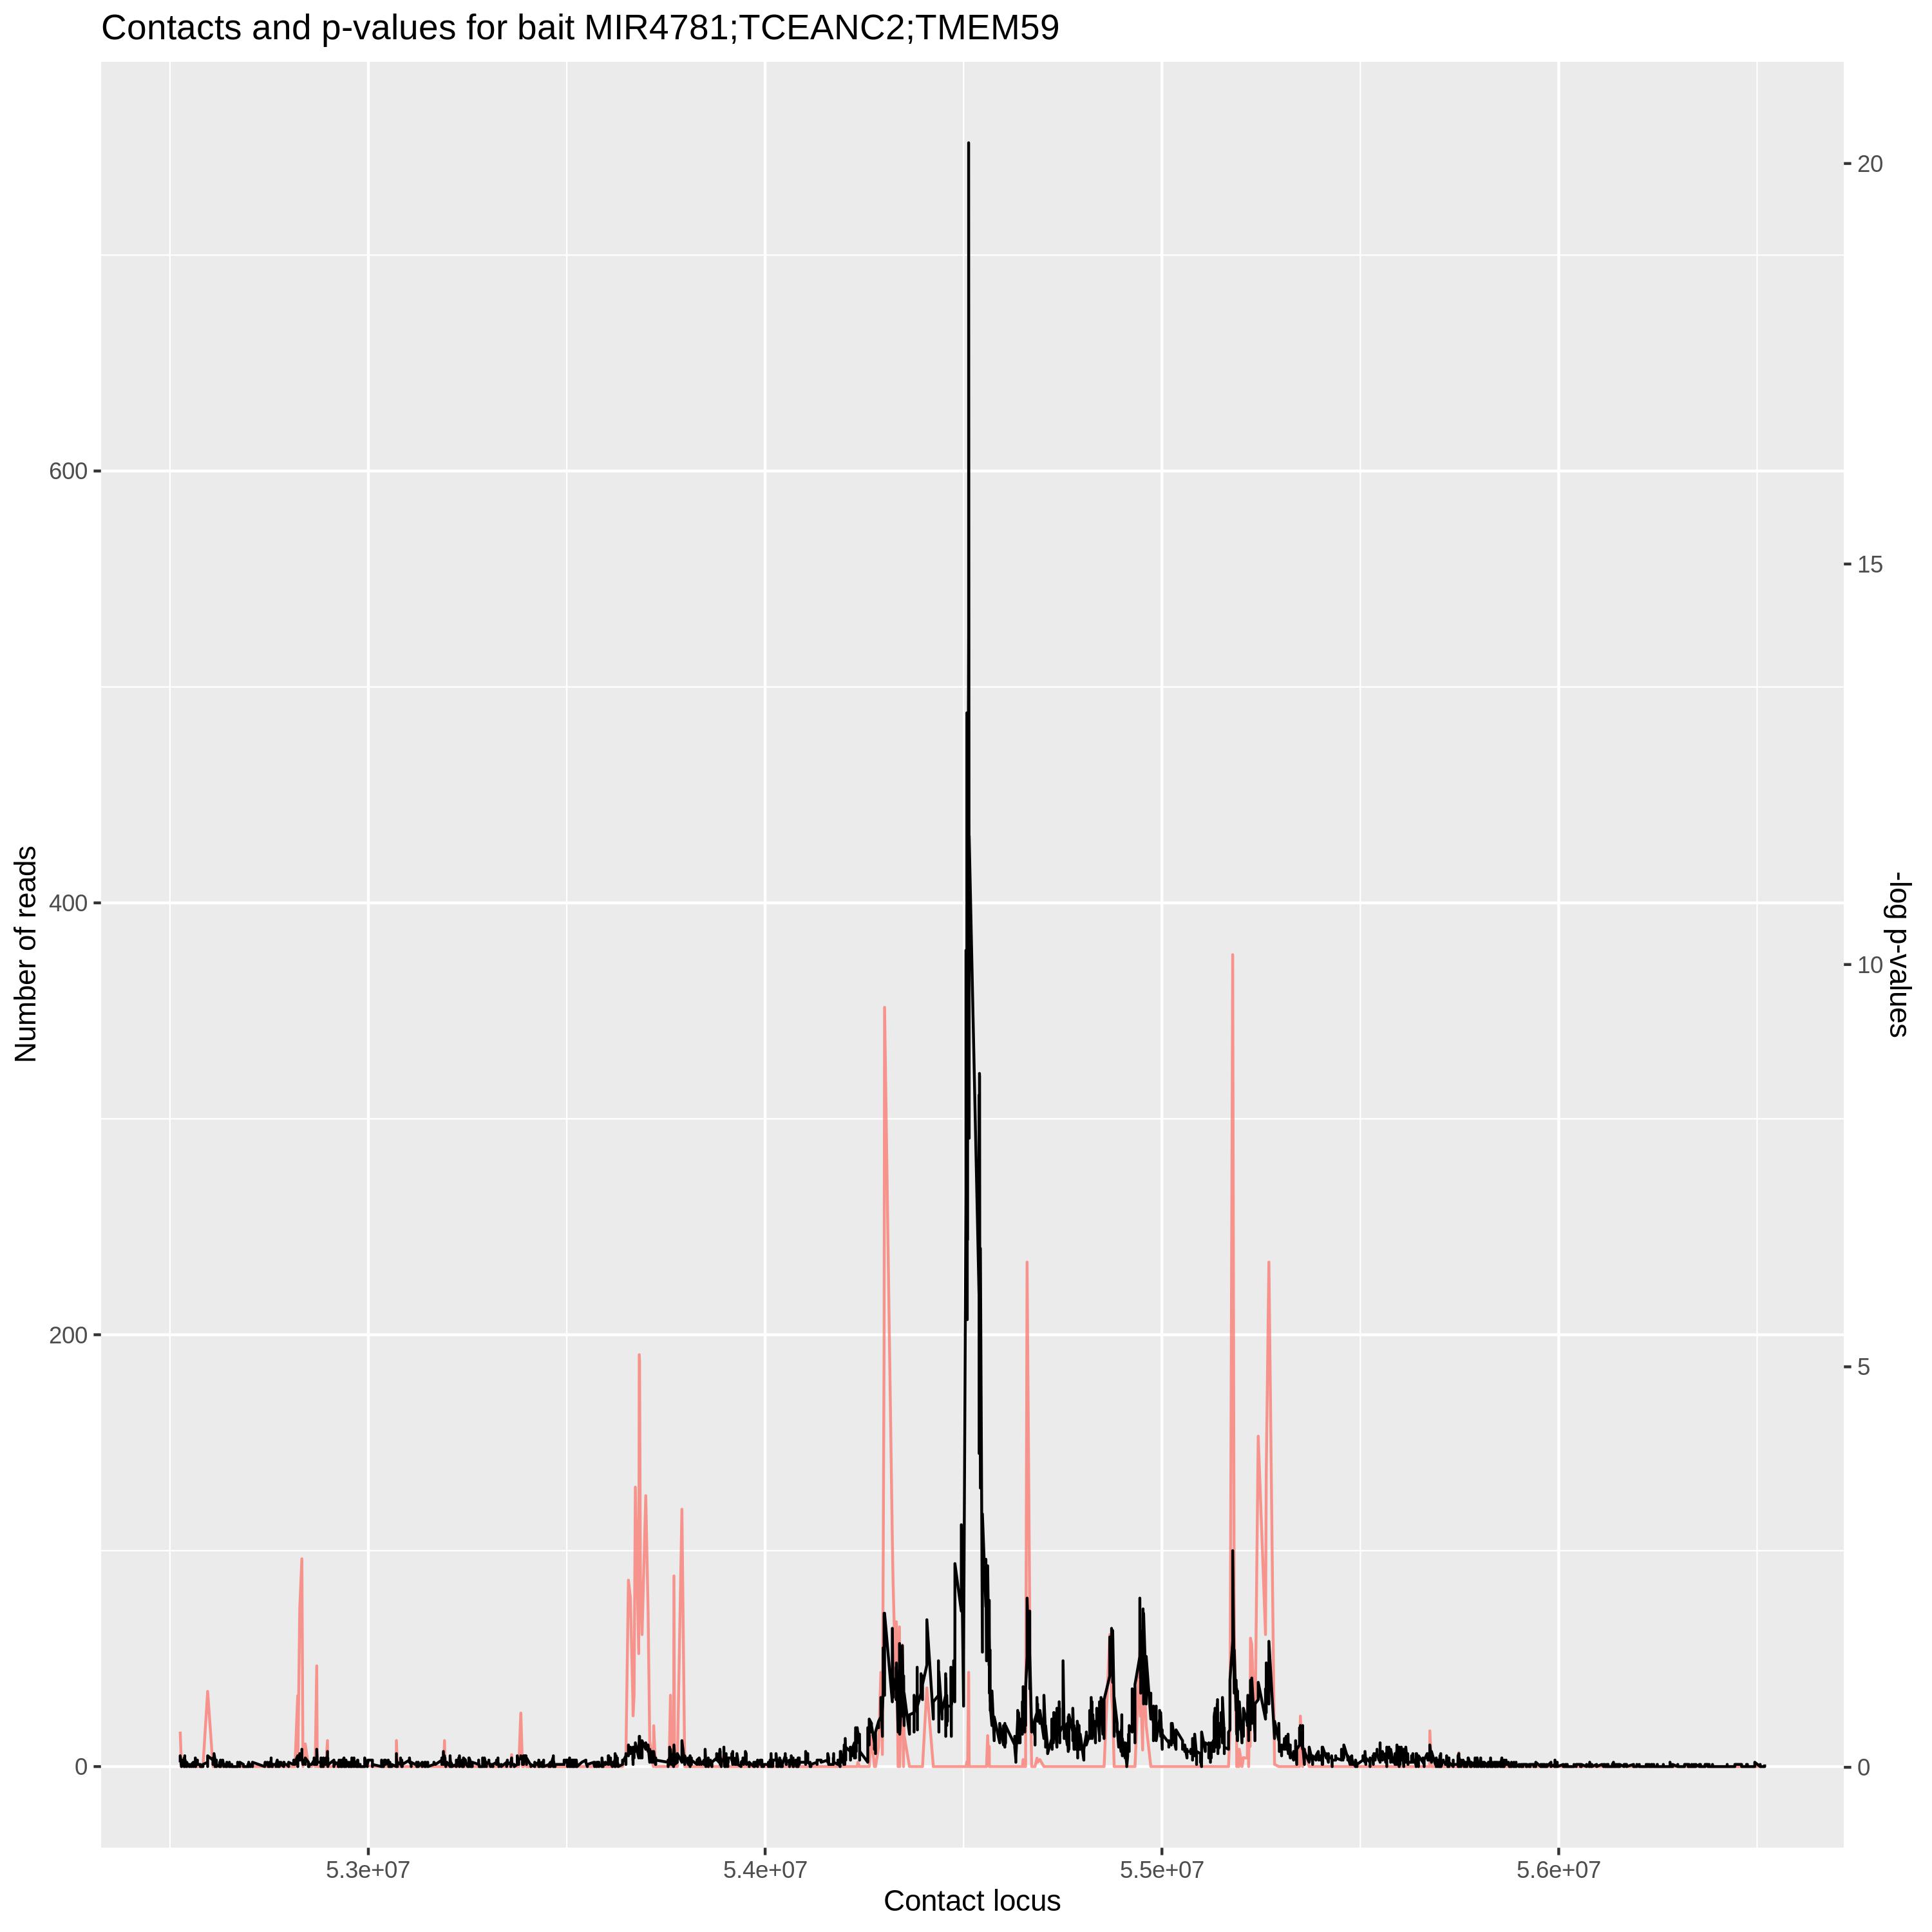 Contacts and p-values for bait MIR4781;TCEANC2;TMEM59
Number of reads
600
400
200
0
20
15
10
5
0
-log p-values
5.3e+07
5.4e+07
5.5e+07
5.6e+07
Contact locus